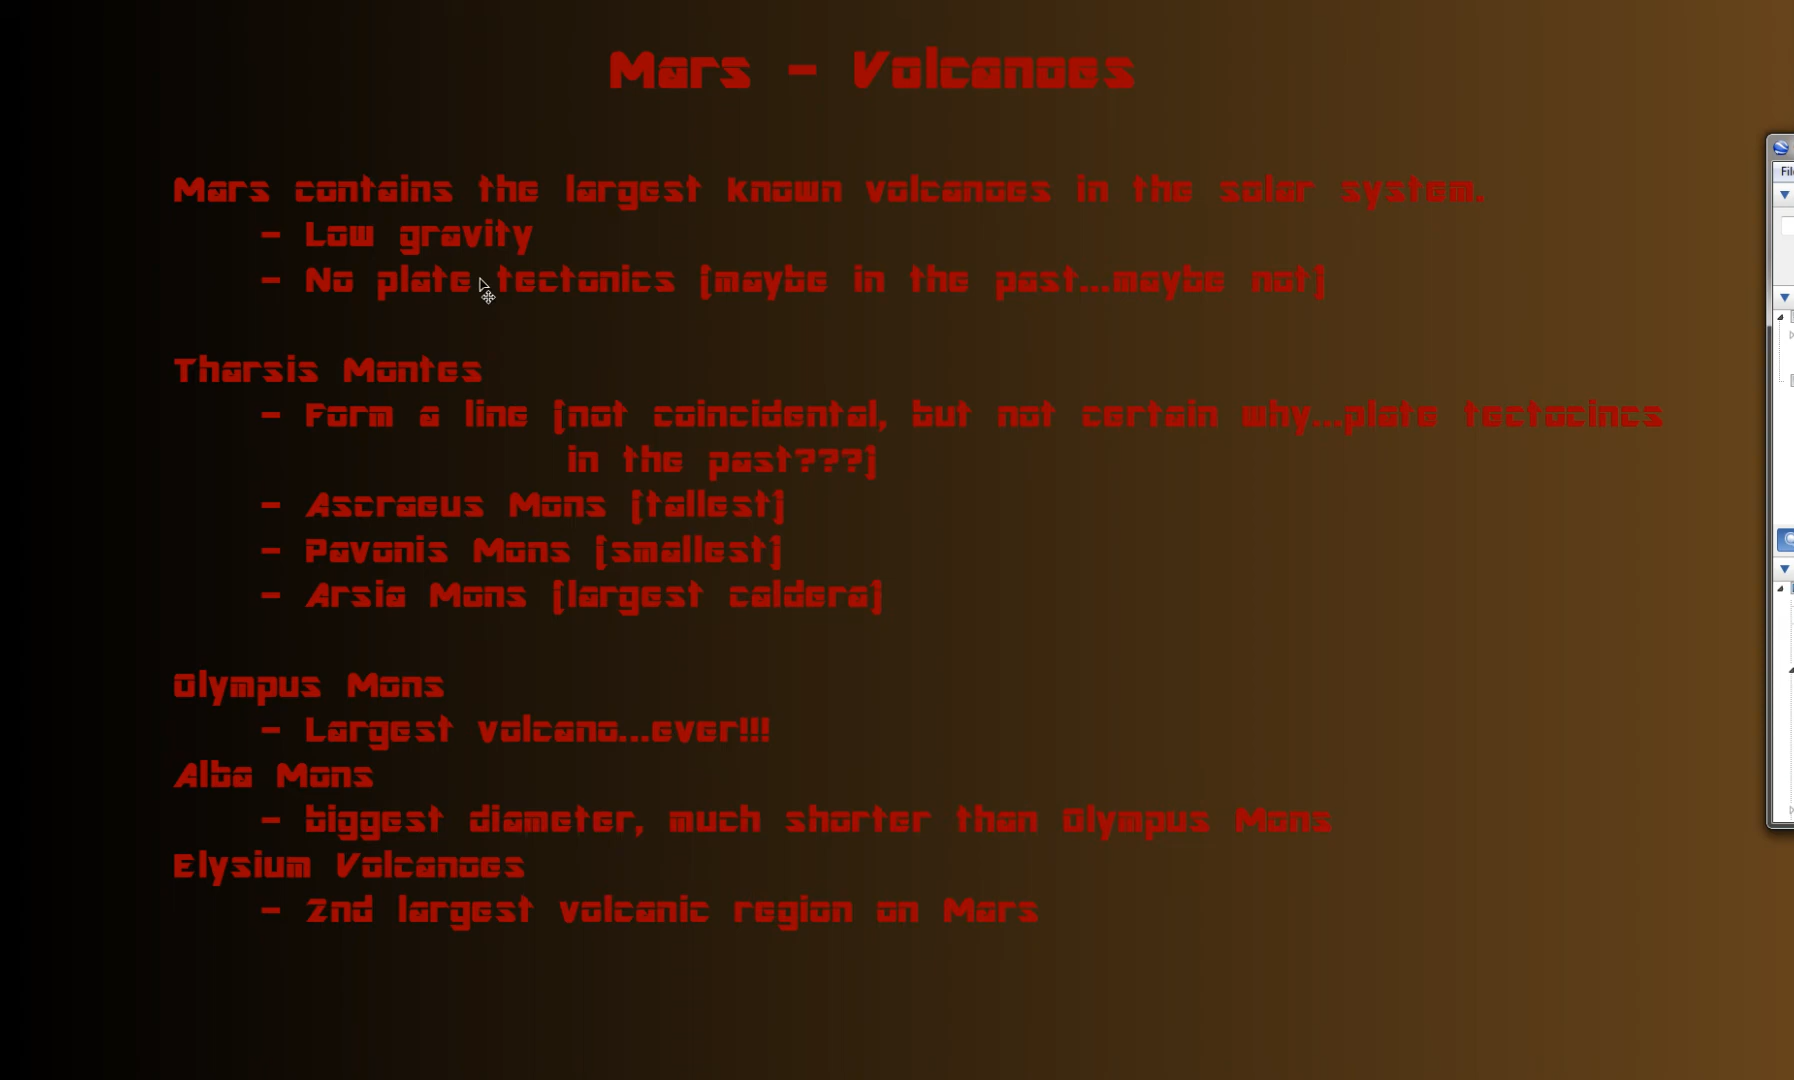 Mars - Volcanoes
Mars contains the largest known volcanoes in the solar system.
- Low gravity
- No plate tectonics (maybe in the past...maybe not)
Tharsis Montes
- Form a line (not coincidental, but not certain why...plate tectocincs
in the past???)
- Ascraeus Mons (tallest)
- Pavonis Mons (smallest)
- Arsia Mons (largest caldera)
Olympus Mons
- Largest volcano...ever!!!
Alba Mons
- biggest diameter, much shorter than Olympus Mons
Elysium Volcanoes
- 2nd largest volcanic region on Mars